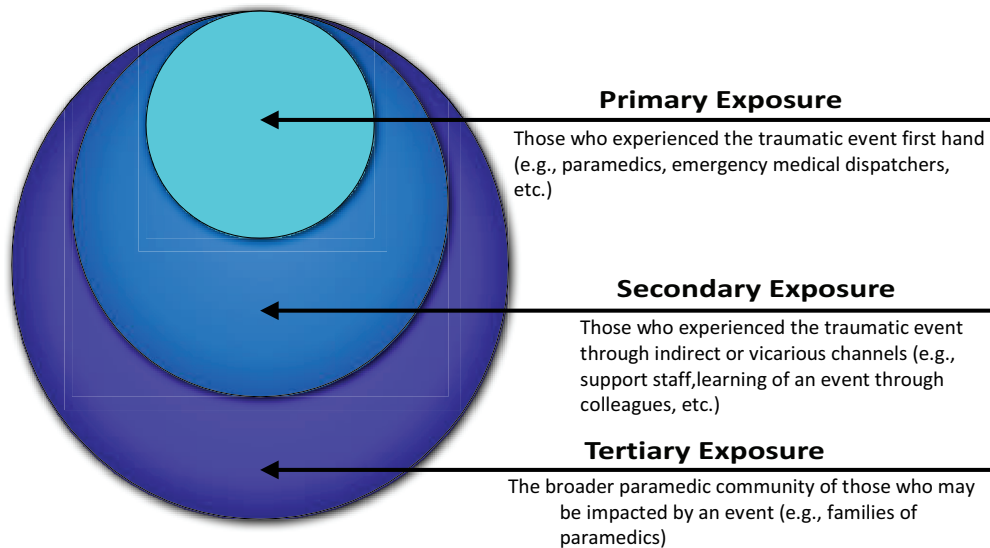 Primary Exposure
Those who experienced the traumatic event first hand
(e.g., paramedics, emergency medical dispatchers,
etc.)
Secondary Exposure
Those who experienced the traumatic event
through indirect or vicarious channels (e.g.,
support staff,learning of an event through
colleagues, etc.)
Tertiary Exposure
The broader paramedic community of those who may
be impacted by an event (e.g., families of
paramedics)